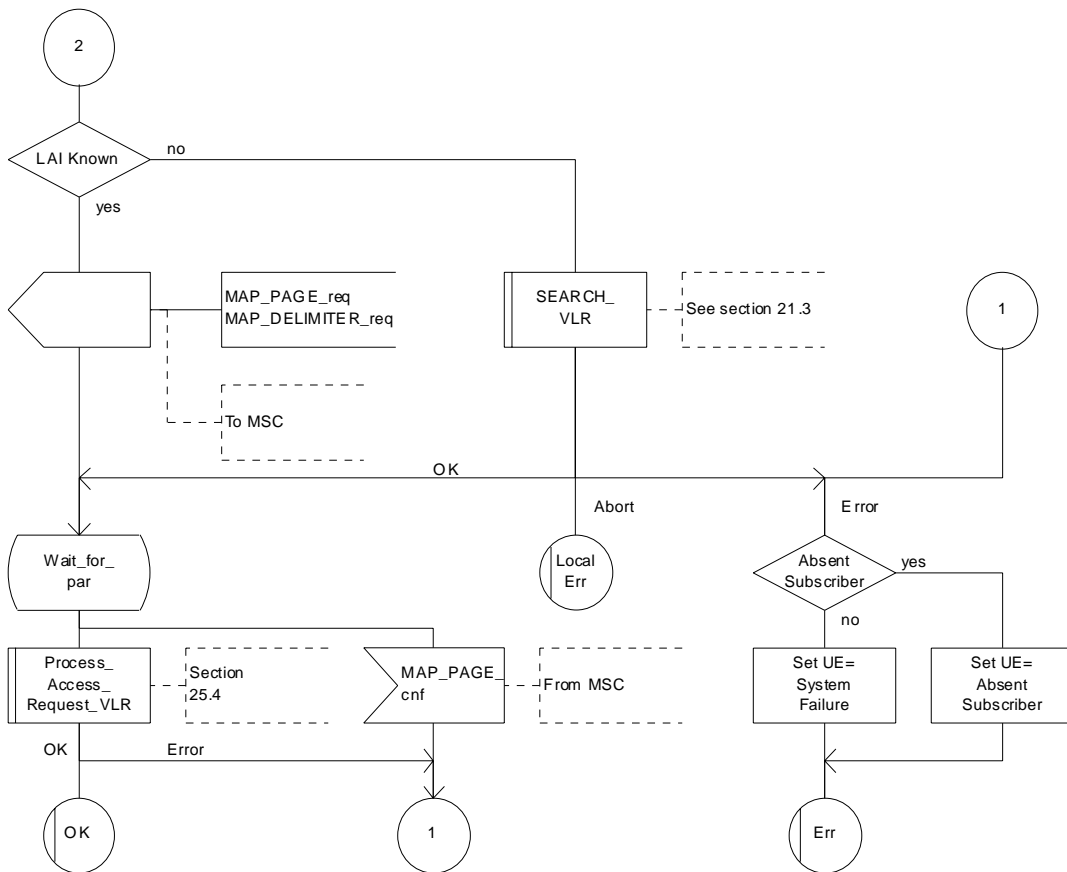 2
LAI Known
no
yes
MAP_PAGE_req
MAP_DELIMITER_req
SEARCH_
VLR
See section 21.3
1
To MSC
OK
Abort
Error
Wait_for_
par
Local
Err
Absent
Subscriber
yes
no
Process_
Access_
Request_VLR
Section
25.4
MAP_PAGE_
cnf
From MSC
Set UE=
System
Failure
Set UE=
Absent
Subscriber
OK
Error
OK
1
Err